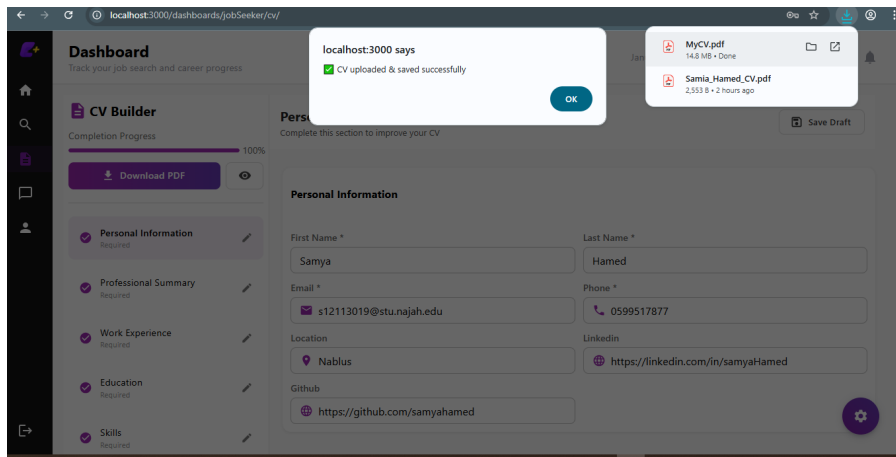 localhost:3000/dashboards/jobSeeker/cv/
Dashboard
Track your job search and career progress
localhost:3000 says
✅ CV uploaded & saved successfully
OK
MyCV.pdf
14.8 MB • Done
Samia_Hamed_CV.pdf
2,553 B • 2 hours ago
Jan
CV Builder
Completion Progress
100%
Download PDF
Personal Information
Required
Professional Summary
Required
Work Experience
Required
Education
Required
Skills
Required
Pers
Complete this section to improve your CV
Save Draft
Personal Information
First Name *
Last Name *
Samya
Hamed
Email *
Phone *
s12113019@stu.najah.edu
0599517877
Location
Linkedin
Nablus
https://linkedin.com/in/samyaHamed
Github
https://github.com/samyahamed